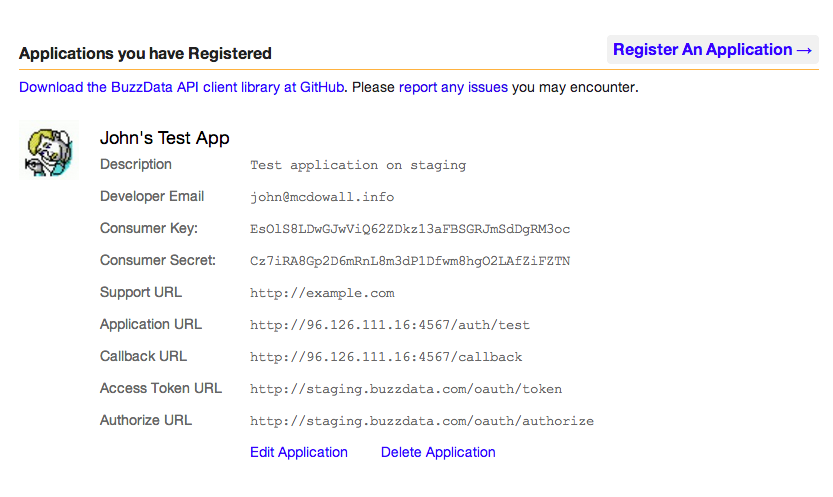 Applications you have Registered
Register An Application →
Download the BuzzData API client library at GitHub. Please report any issues you may encounter.
John's Test App
Description Test application on staging
Developer Email john@mcdowall.info
Consumer Key: EsOlS8LDwGJwViQ62ZDkz13aFBSGRJmSdDgRM3oc
Consumer Secret: Cz7iRA8Gp2D6mRnL8m3dP1Dfwm8hgO2LAfZiFZTN
Support URL http://example.com
Application URL http://96.126.111.16:4567/auth/test
Callback URL http://96.126.111.16:4567/callback
Access Token URL http://staging.buzzdata.com/oauth/token
Authorize URL http://staging.buzzdata.com/oauth/authorize
Edit Application Delete Application